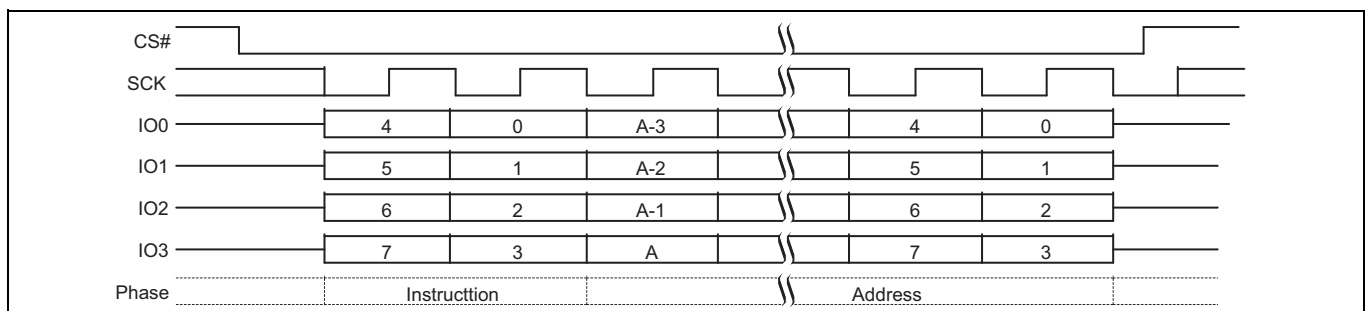 CS#
SCK
IO0 4 0 A-3 4 0
IO1 5 1 A-2 5 1
IO2 6 2 A-1 6 2
IO3 7 3 A 7 3
Phase Instructtion Address